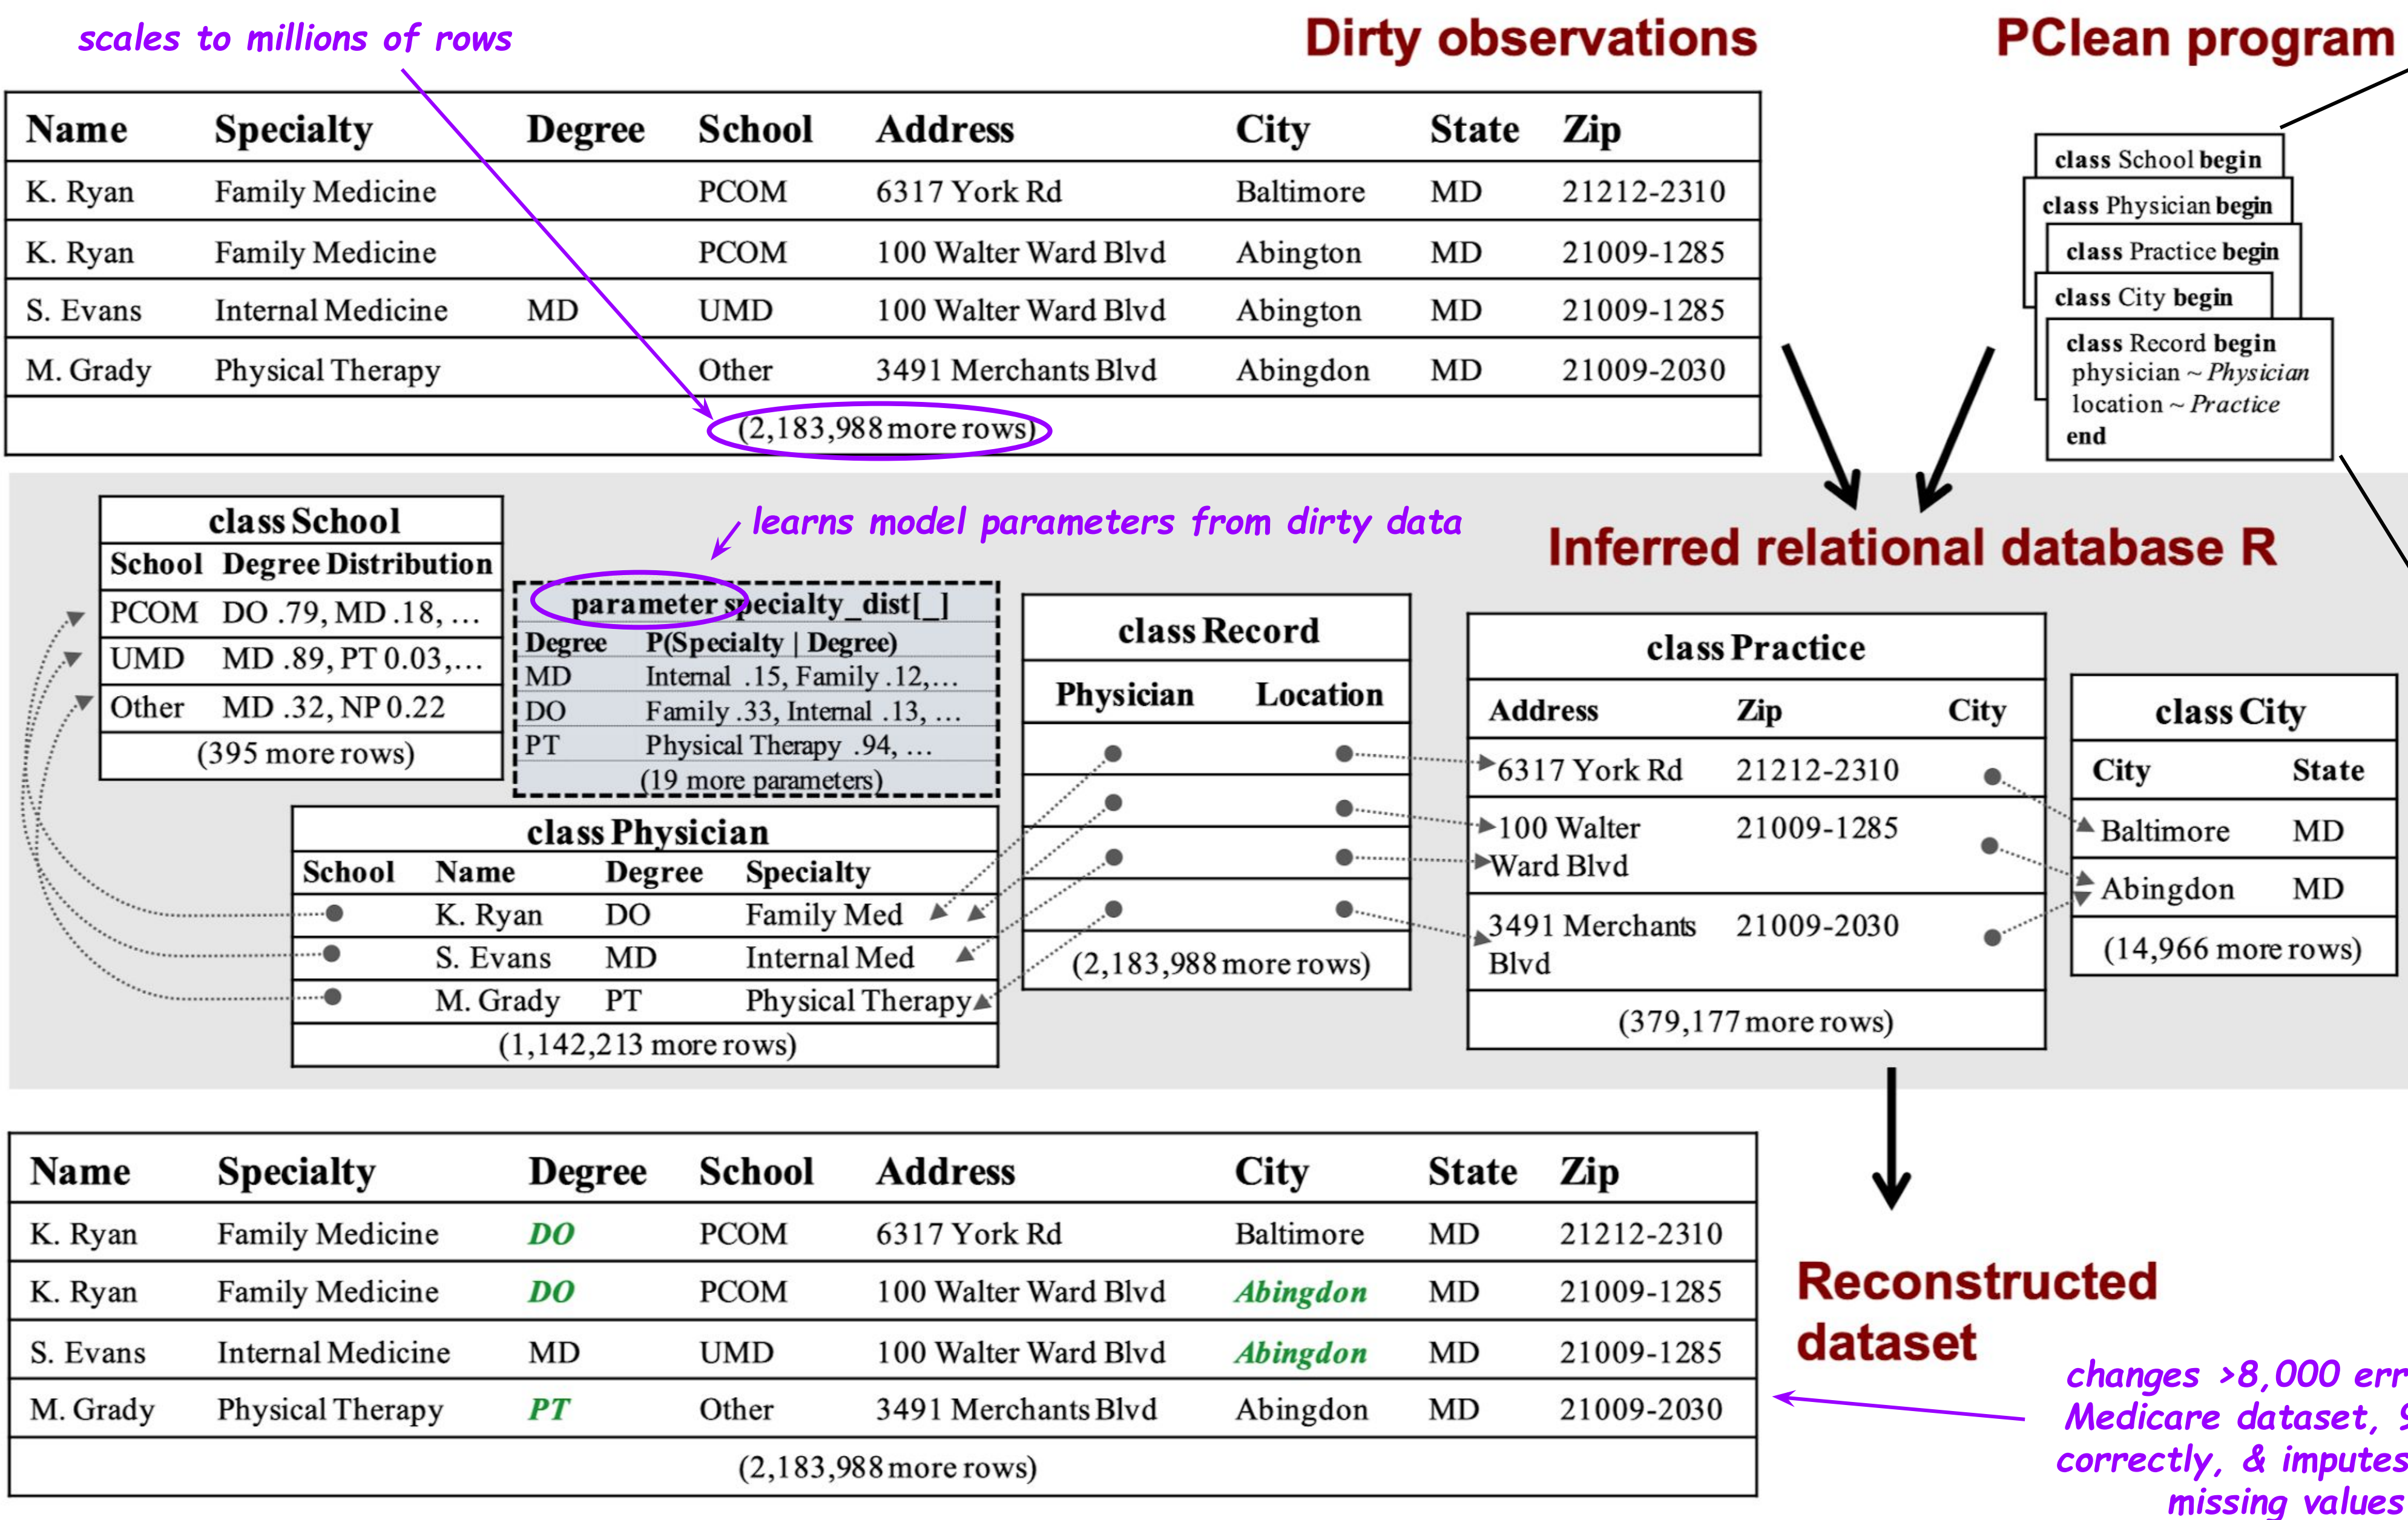 scales to millions of rows
Dirty observations
PClean program
Name Specialty Degree School Address City State Zip
K. Ryan Family Medicine PCOM 6317 York Rd Baltimore MD 21212-2310
K. Ryan Family Medicine PCOM 100 Walter Ward Blvd Abington MD 21009-1285
S. Evans Internal Medicine MD UMD 100 Walter Ward Blvd Abington MD 21009-1285
M. Grady Physical Therapy Other 3491 Merchants Blvd Abingdon MD 21009-2030
(2,183,988 more rows)
class School begin
class Physician begin
class Practice begin
class City begin
class Record begin
physician ~ Physician
location ~ Practice
end
learns model parameters from dirty data
Inferred relational database R
class School
School Degree Distribution
PCOM DO .79, MD .18, ...
UMD MD .89, PT 0.03,...
Other MD .32, NP 0.22
(395 more rows)
parameter specialty_dist[_]
Degree P(Specialty | Degree)
MD Internal .15, Family .12,...
DO Family .33, Internal .13, ...
PT Physical Therapy .94, ...
(19 more parameters)
class Physician
School Name Degree Specialty
K. Ryan DO Family Med
S. Evans MD Internal Med
M. Grady PT Physical Therapy
(1,142,213 more rows)
class Record
Physician Location
(2,183,988 more rows)
class Practice
Address Zip City
6317 York Rd 21212-2310
100 Walter 21009-1285
Ward Blvd
3491 Merchants 21009-2030
Blvd
(379,177 more rows)
class City
City State
Baltimore MD
Abingdon MD
(14,966 more rows)
Name Specialty Degree School Address City State Zip
K. Ryan Family Medicine DO PCOM 6317 York Rd Baltimore MD 21212-2310
K. Ryan Family Medicine DO PCOM 100 Walter Ward Blvd Abingdon MD 21009-1285
S. Evans Internal Medicine MD UMD 100 Walter Ward Blvd Abingdon MD 21009-1285
M. Grady Physical Therapy PT Other 3491 Merchants Blvd Abingdon MD 21009-2030
(2,183,988 more rows)
Reconstructed
dataset
changes >8,000
Medicare dataset,
correctly, & imputes
missing values